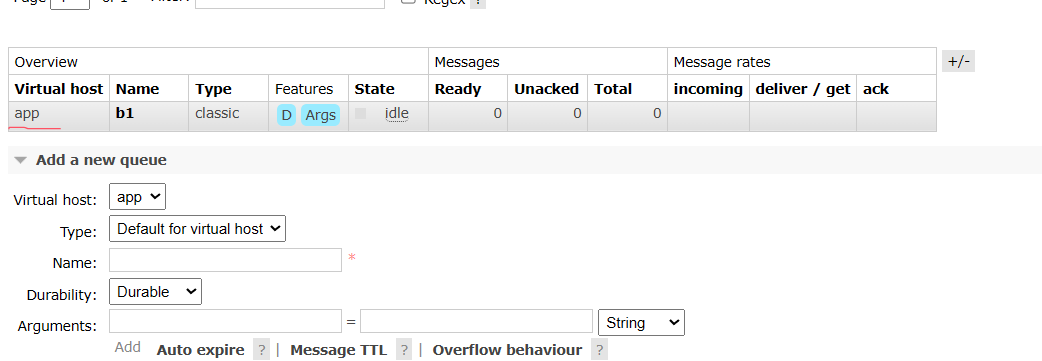 Page 1 of 1 Filter: Regex ?
Overview Messages Message rates +/-
Virtual host Name Type Features State Ready Unacked Total incoming deliver / get ack
app b1 classic D Args idle 0 0 0
Add a new queue
Virtual host: app
Type: Default for virtual host
Name: *
Durability: Durable
Arguments: = String
Add Auto expire ? | Message TTL ? | Overflow behaviour ?